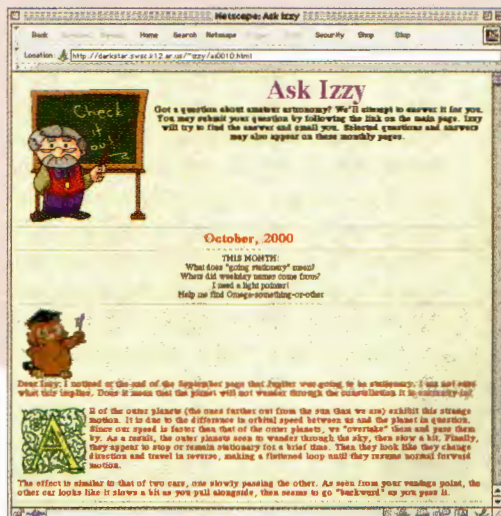 Netscape: Ask Izzy
Back Home Search Netscape Security Shop Stop
Location: http://darkstar.swsc.k12.ar.us/~izzy/ai0010.html
Check
it
out!
Ask Izzy
Got a question about amateur astronomy? We'll attempt to answer it for you.
You may submit your question by following the link on the main page. Izzy
will try to find the answer and email you. Selected questions and answers
may also appear on these monthly pages.
October, 2000
THIS MONTH:
What does "going stationary" mean?
Where did weekday names come from?
I need a light pointer!
Help me find Omega-something-or-other
Dear Izzy: I noticed at the end of the September page that Jupiter was going to be stationary. I am not sure
what this implies. Does it mean that the planet will not wander through the constellation it is
All of the outer planets (the ones farther out from the sun than we are) exhibit this strange
motion. It is due to the difference in orbital speed between us and the planet in question.
Since our speed is faster than that of the outer planets, we "overtake" them and pass them
by. As a result, the outer planets seen to wander through the sky, then slow a bit. Finally,
they appear to stop or remain stationary for a brief time. Then they look like they change
direction and travel in reverse, making a flattened loop until they resume normal forward
motion.
The effect is similar to that of two cars, one slowly passing the other. As seen from your vantage point, the
other car looks like it slows a bit as you pull alongside, then seems to go "backward" as you pass it.